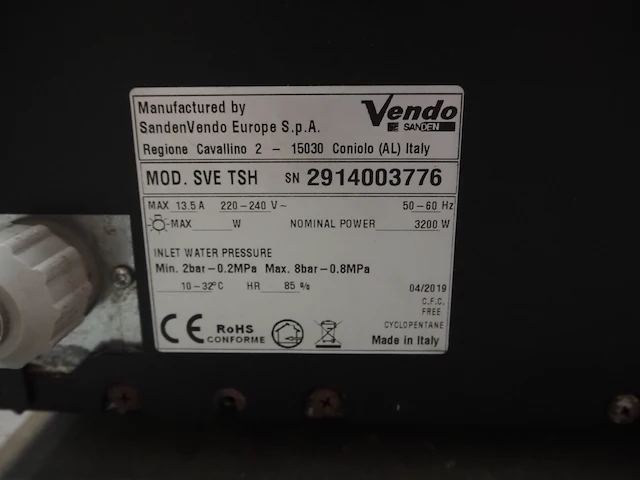 Manufactured by
SandenVendo Europe S.p.A.
Regione Cavallino 2 – 15030 Coniolo (AL) Italy
Vendo
SANDEN
MOD. SVE TSH SN 2914003776
MAX 13.5 A 220–240 V ~ 50–60 Hz
–MAX W NOMINAL POWER 3200 W
INLET WATER PRESSURE
Min. 2bar–0.2MPa Max. 8bar–0.8MPa
10–32°C HR 85 %
04/2019
C.F.C.
FREE
CYCLOPENTANE
CE RoHS
CONFORME
Made in Italy